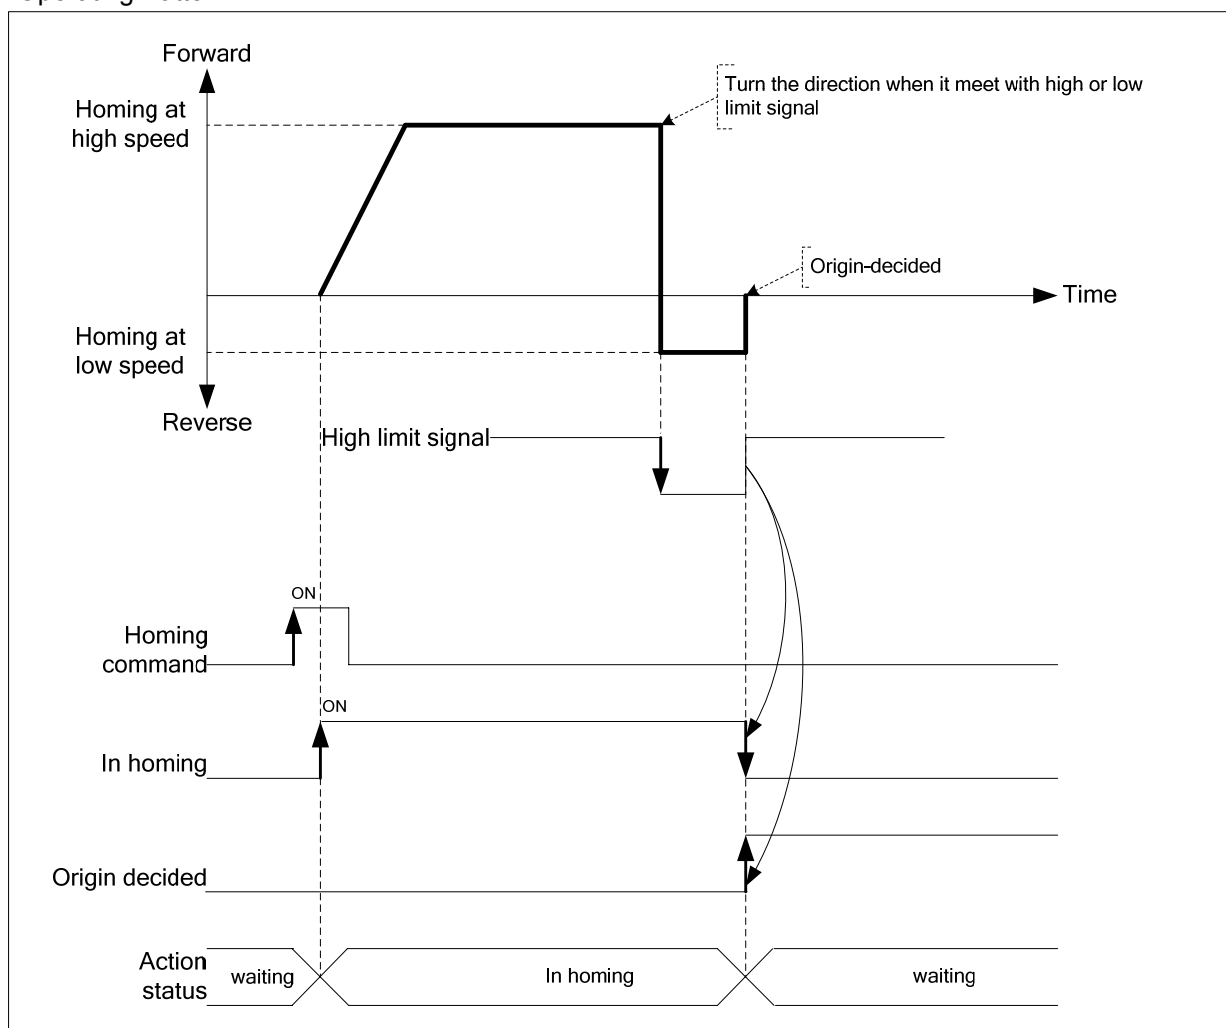 Forward
Homing at
high speed
Turn the direction when it meet with high or low
limit signal
Origin-decided
Time
Homing at
low speed
Reverse
High limit signal
ON
Homing
command
ON
In homing
Origin decided
Action
status
waiting
In homing
waiting